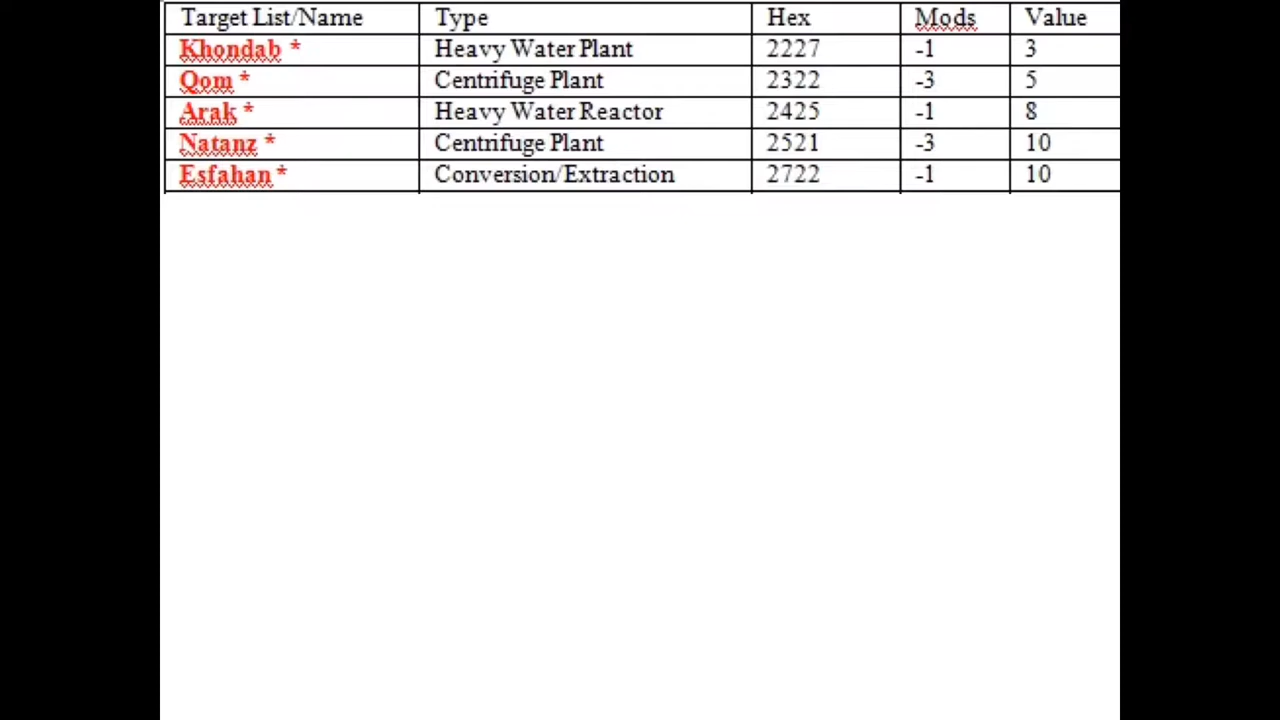 Target List/Name Type Hex Mods Value
Khondab * Heavy Water Plant 2227 -1 3
Qom * Centrifuge Plant 2322 -3 5
Arak * Heavy Water Reactor 2425 -1 8
Natanz * Centrifuge Plant 2521 -3 10
Esfahan * Conversion/Extraction 2722 -1 10